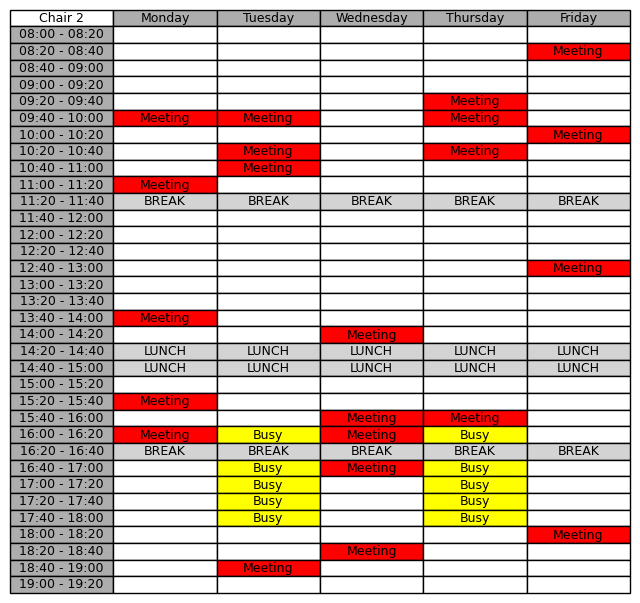 Chair 2 Monday Tuesday Wednesday Thursday Friday
08:00 - 08:20
08:20 - 08:40 Meeting
08:40 - 09:00
09:00 - 09:20
09:20 - 09:40 Meeting
09:40 - 10:00 Meeting Meeting Meeting
10:00 - 10:20 Meeting
10:20 - 10:40 Meeting Meeting
10:40 - 11:00 Meeting
11:00 - 11:20 Meeting
11:20 - 11:40 BREAK BREAK BREAK BREAK BREAK
11:40 - 12:00
12:00 - 12:20
12:20 - 12:40
12:40 - 13:00 Meeting
13:00 - 13:20
13:20 - 13:40
13:40 - 14:00 Meeting
14:00 - 14:20 Meeting
14:20 - 14:40 LUNCH LUNCH LUNCH LUNCH LUNCH
14:40 - 15:00 LUNCH LUNCH LUNCH LUNCH LUNCH
15:00 - 15:20
15:20 - 15:40 Meeting
15:40 - 16:00 Meeting Meeting
16:00 - 16:20 Meeting Busy Meeting Busy
16:20 - 16:40 BREAK BREAK BREAK BREAK BREAK
16:40 - 17:00 Busy Meeting Busy
17:00 - 17:20 Busy Busy
17:20 - 17:40 Busy Busy
17:40 - 18:00 Busy Busy
18:00 - 18:20 Meeting
18:20 - 18:40 Meeting
18:40 - 19:00 Meeting
19:00 - 19:20